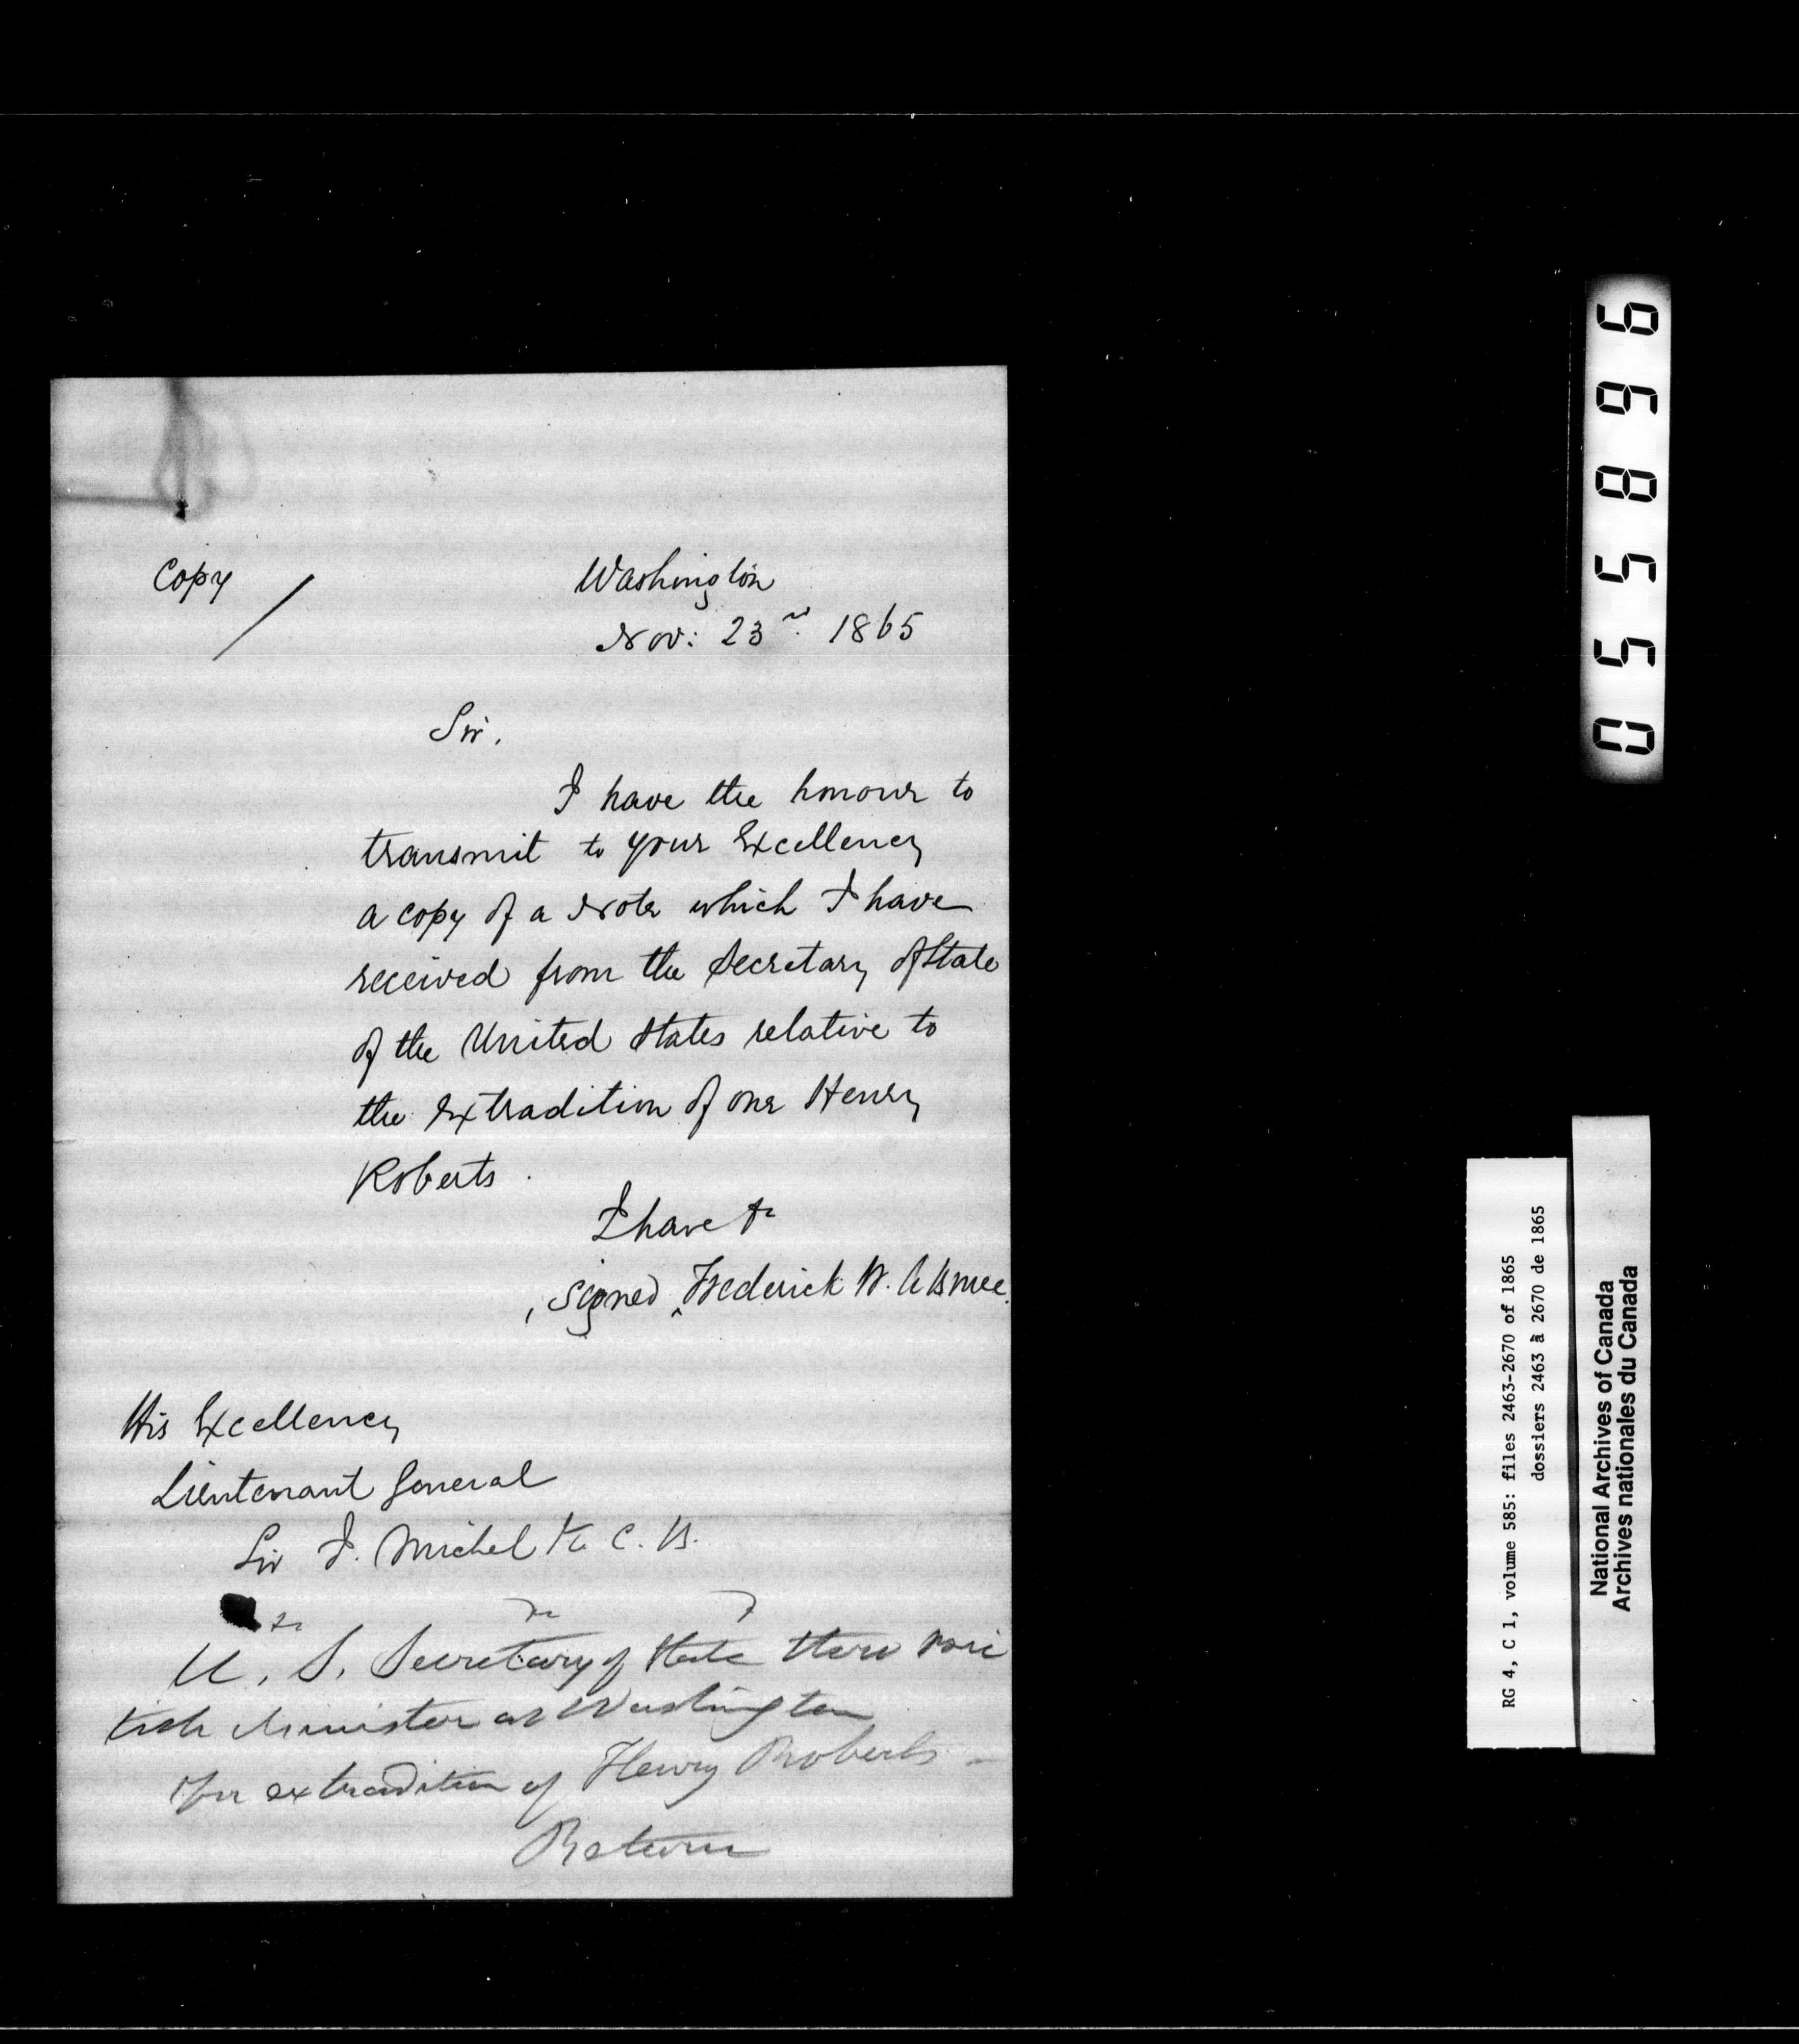 Copy
Washington
Nov: 23rd. 1865
Sir,
I have the honour to
transmit to your Excellency
a copy of a Note which I have
received from the Secretary of State
of the United States relative to
the Extradition of one Henry
Roberts.
I have &c
signed, Frederick W. A. Bruce.
His Excellency
Lieutenant General
Sir J. Michel K. C. B.
&c &c &c
U. S. Secretary of State thro Bri
tish Minister at Washington
for extradition of Henry Roberts -
Return
055896
RG 4, C 1, volume 585: files 2463-2670 of 1865
dossiers 2463 à 2670 de 1865
National Archives of Canada
Archives nationales du Canada